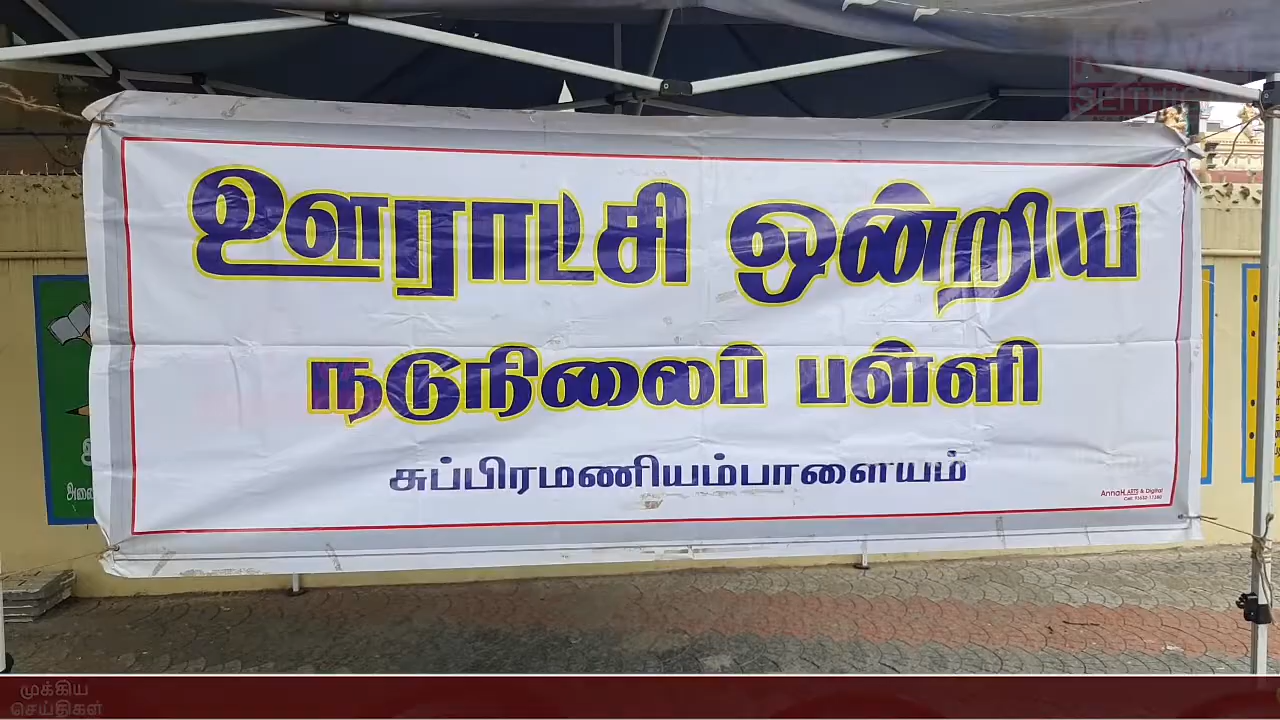 ஊராட்சி ஒன்றிய
நடுநிலைப் பள்ளி
சுப்பிரமணியம்பாளையம்
முக்கிய
செய்திகள்